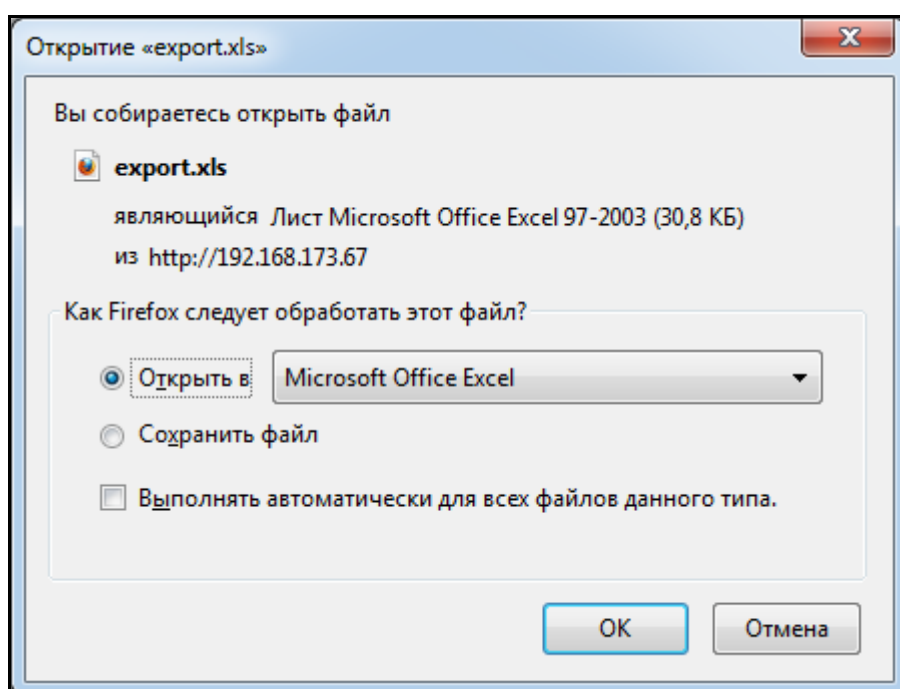 Открытие «export.xls»
Вы собираетесь открыть файл
export.xls
являющийся Лист Microsoft Office Excel 97-2003 (30,8 КБ)
из http://192.168.173.67
Как Firefox следует обработать этот файл?
Открыть в Microsoft Office Excel
Сохранить файл
Выполнять автоматически для всех файлов данного типа.
ОК Отмена